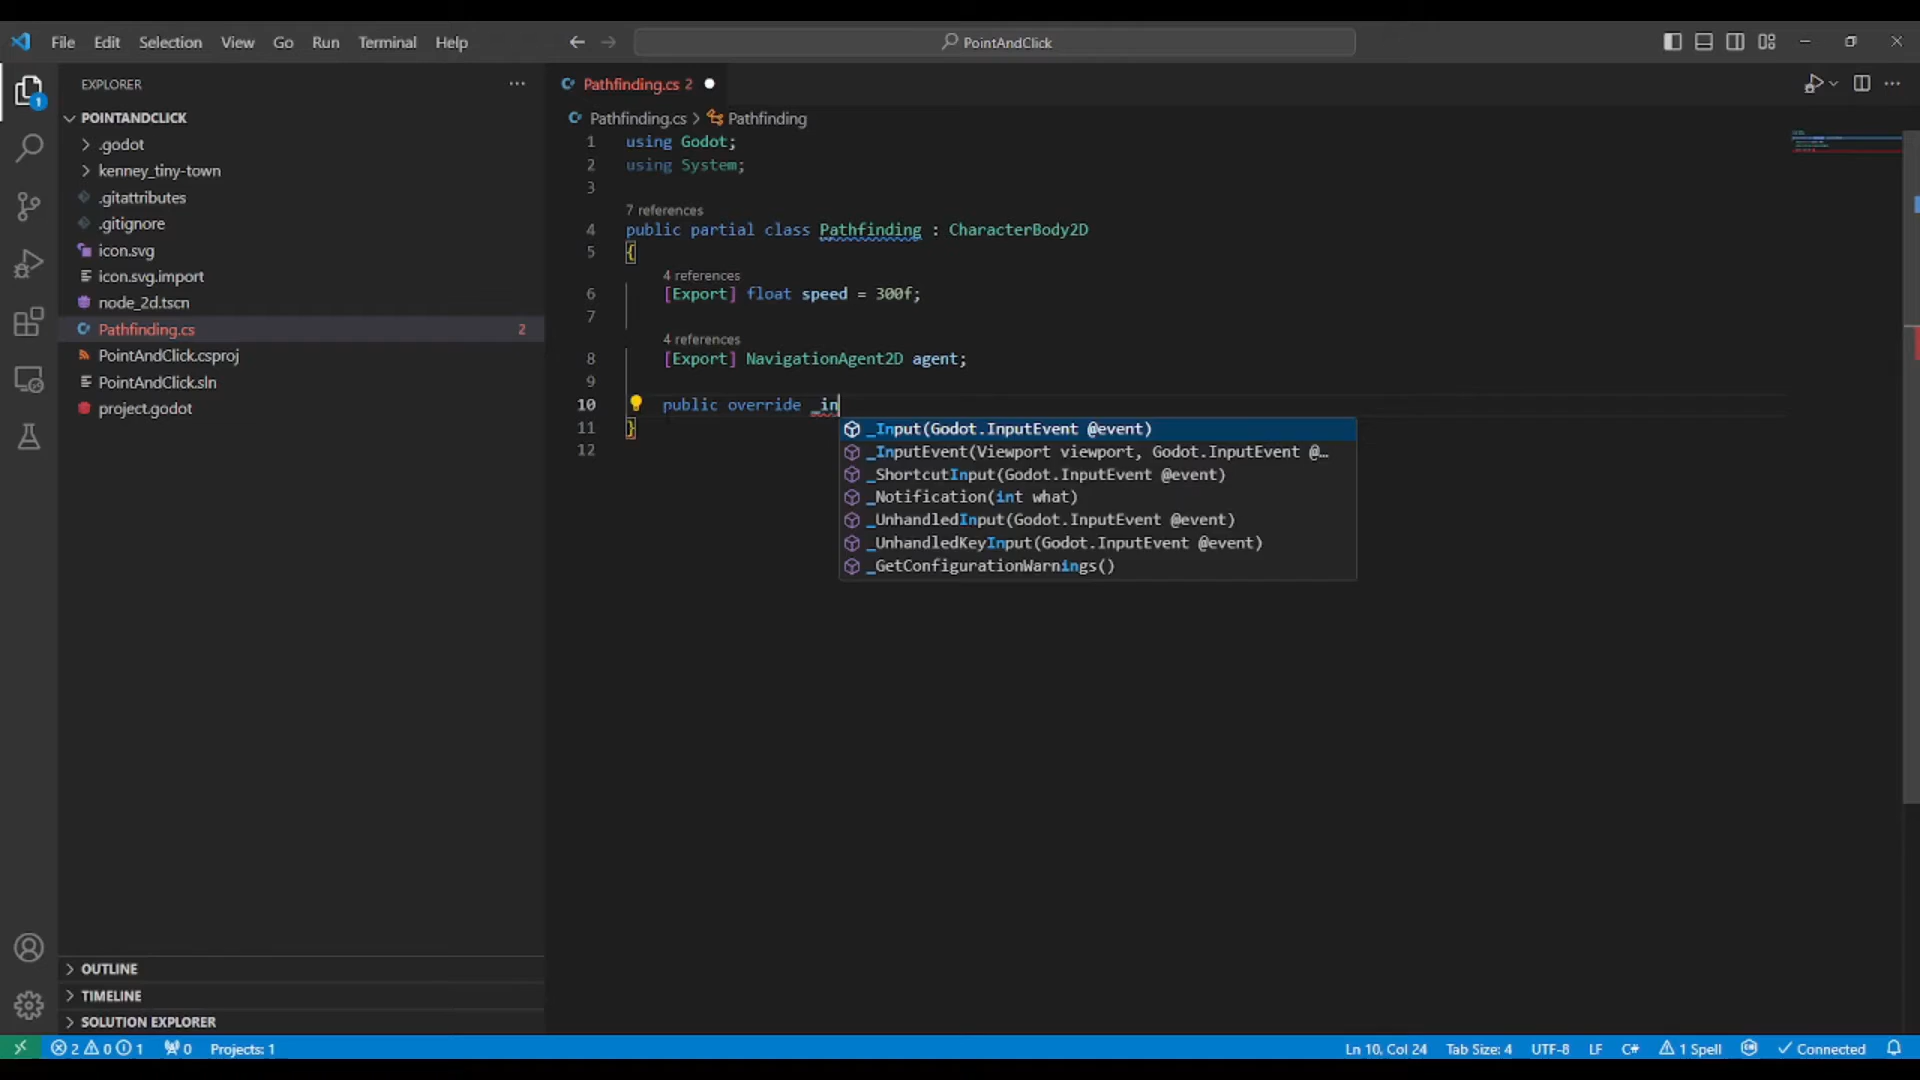 File Edit Selection View Go Run Terminal Help
PointAndClick
EXPLORER
Pathfinding.cs 2
POINTANDCLICK
.godot
kenney_tiny-town
.gitattributes
.gitignore
icon.svg
icon.svg.import
node_2d.tscn
Pathfinding.cs 2
PointAndClick.csproj
PointAndClick.sln
project.godot
1
OUTLINE
TIMELINE
SOLUTION EXPLORER
Pathfinding.cs > Pathfinding
1 using Godot;
2 using System;
3
7 references
4 public partial class Pathfinding : CharacterBody2D
5 {
4 references
6 [Export] float speed = 300f;
7
4 references
8 [Export] NavigationAgent2D agent;
9
10 public override _in
11 }
12
_Input(Godot.InputEvent @event)
_InputEvent(Viewport viewport, Godot.InputEvent @…
_ShortcutInput(Godot.InputEvent @event)
_Notification(int what)
_UnhandledInput(Godot.InputEvent @event)
_UnhandledKeyInput(Godot.InputEvent @event)
_GetConfigurationWarnings()
2 0 1 0 Projects: 1 Ln 10, Col 24 Tab Size: 4 UTF-8 LF C# 1 Spell Connected